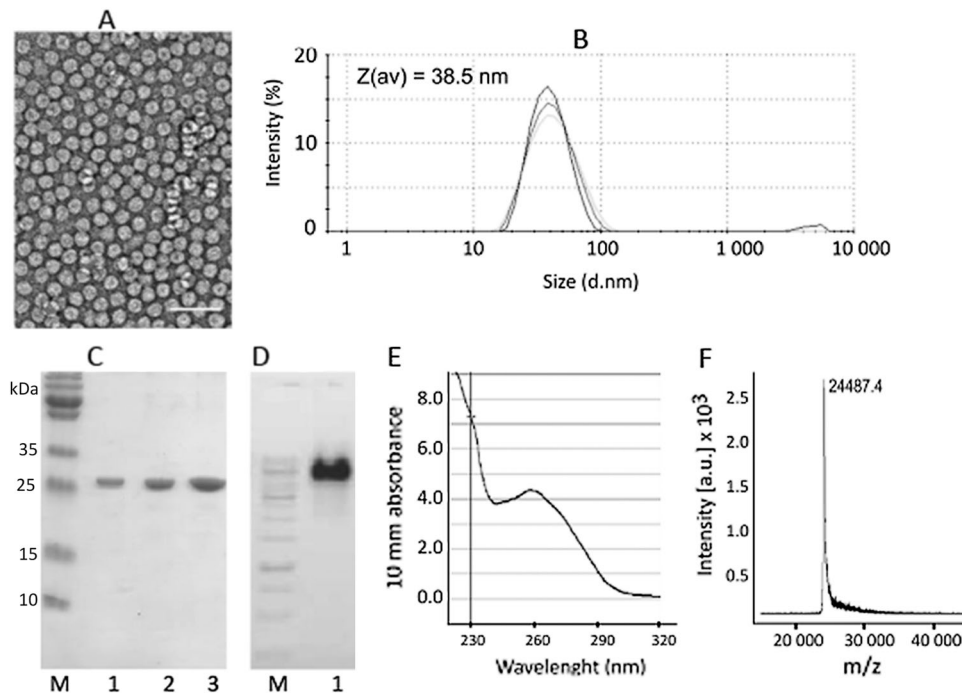 A
B
20
10
0
Intensity (%)
Z(av) = 38.5 nm
1
10
100
1 000
10 000
Size (d.nm)
C
kDa
35
25
15
10
M
1
2
3
D
M
1
E
8.0
6.0
4.0
2.0
0.0
10 mm absorbance
230
260
290
320
Wavelenght (nm)
F
24487.4
2.5
2.0
1.5
1.0
0.5
Intensity [a.u.] x 10³
20 000
30 000
40 000
m/z